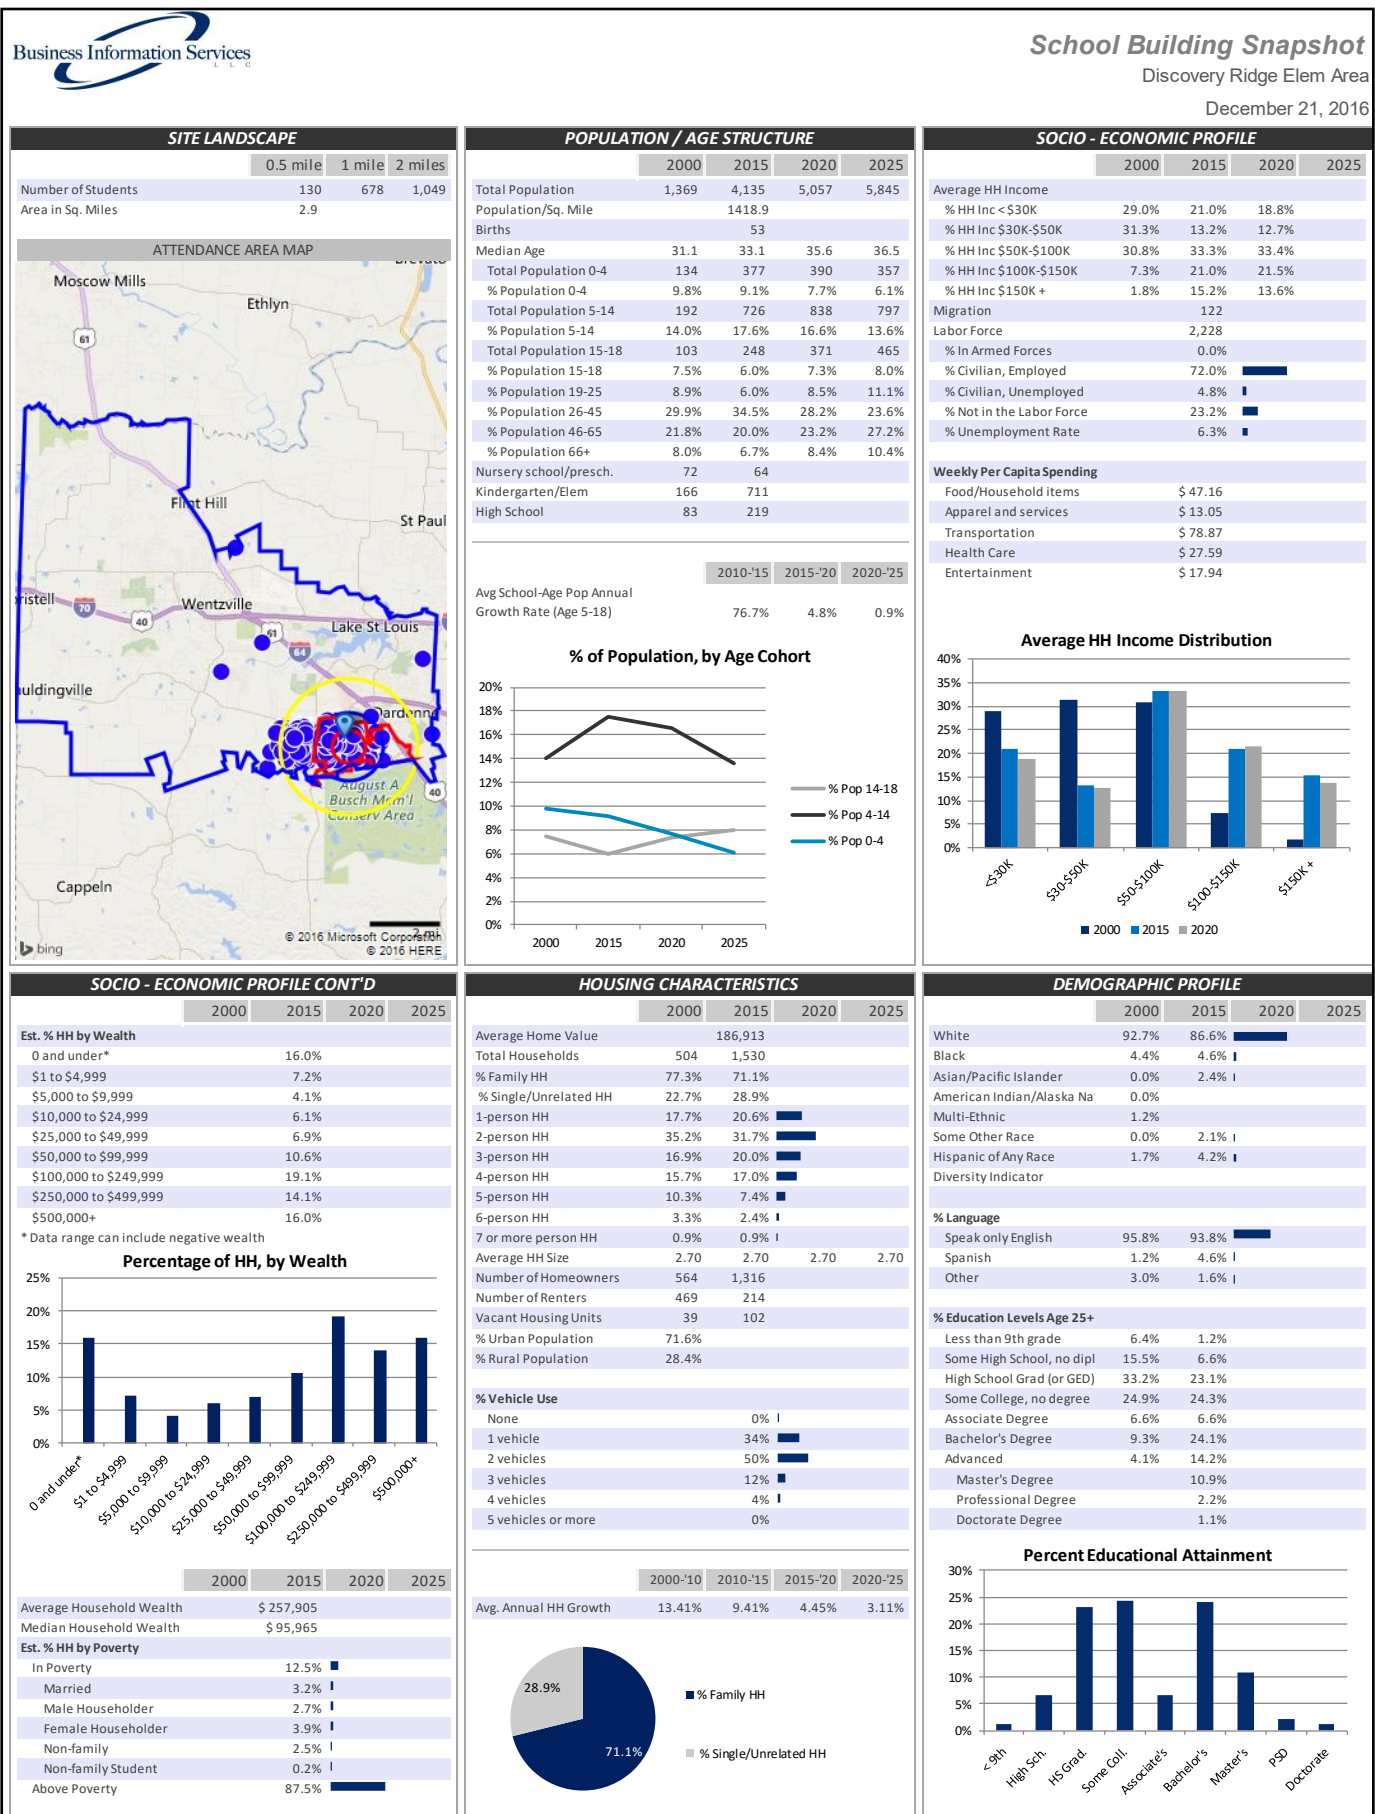 Business Information Services
L L C
School Building Snapshot
Discovery Ridge Elem Area
December 21, 2016
SITE LANDSCAPE
0.5 mile 1 mile 2 miles
Number of Students 130 678 1,049
Area in Sq. Miles 2.9
ATTENDANCE AREA MAP
Moscow Mills
Ethlyn
61
Flint Hill
St Paul
Wentzville
70
40
61
64
Lake St Louis
Dardenne
August A
Busch Mem'l
Conserv Area
40
Cappeln
2 mi
bing
© 2016 Microsoft Corporation
© 2016 HERE
POPULATION / AGE STRUCTURE
2000 2015 2020 2025
Total Population 1,369 4,135 5,057 5,845
Population/Sq. Mile 1418.9
Births 53
Median Age 31.1 33.1 35.6 36.5
Total Population 0-4 134 377 390 357
% Population 0-4 9.8% 9.1% 7.7% 6.1%
Total Population 5-14 192 726 838 797
% Population 5-14 14.0% 17.6% 16.6% 13.6%
Total Population 15-18 103 248 371 465
% Population 15-18 7.5% 6.0% 7.3% 8.0%
% Population 19-25 8.9% 6.0% 8.5% 11.1%
% Population 26-45 29.9% 34.5% 28.2% 23.6%
% Population 46-65 21.8% 20.0% 23.2% 27.2%
% Population 66+ 8.0% 6.7% 8.4% 10.4%
Nursery school/presch. 72 64
Kindergarten/Elem 166 711
High School 83 219
2010-'15 2015-'20 2020-'25
Avg School-Age Pop Annual
Growth Rate (Age 5-18) 76.7% 4.8% 0.9%
% of Population, by Age Cohort
20%
18%
16%
14%
12%
10%
8%
6%
4%
2%
0%
2000 2015 2020 2025
% Pop 14-18
% Pop 4-14
% Pop 0-4
SOCIO - ECONOMIC PROFILE
2000 2015 2020 2025
Average HH Income
% HH Inc <$30K 29.0% 21.0% 18.8%
% HH Inc $30K-$50K 31.3% 13.2% 12.7%
% HH Inc $50K-$100K 30.8% 33.3% 33.4%
% HH Inc $100K-$150K 7.3% 21.0% 21.5%
% HH Inc $150K + 1.8% 15.2% 13.6%
Migration 122
Labor Force 2,228
% In Armed Forces 0.0%
% Civilian, Employed 72.0%
% Civilian, Unemployed 4.8%
% Not in the Labor Force 23.2%
% Unemployment Rate 6.3%
Weekly Per Capita Spending
Food/Household items $ 47.16
Apparel and services $ 13.05
Transportation $ 78.87
Health Care $ 27.59
Entertainment $ 17.94
Average HH Income Distribution
40%
35%
30%
25%
20%
15%
10%
5%
0%
<$30K $30-$50K $50-$100K $100-$150K $150K +
2000 2015 2020
SOCIO - ECONOMIC PROFILE CONT'D
2000 2015 2020 2025
Est. % HH by Wealth
0 and under* 16.0%
$1 to $4,999 7.2%
$5,000 to $9,999 4.1%
$10,000 to $24,999 6.1%
$25,000 to $49,999 6.9%
$50,000 to $99,999 10.6%
$100,000 to $249,999 19.1%
$250,000 to $499,999 14.1%
$500,000+ 16.0%
* Data range can include negative wealth
Percentage of HH, by Wealth
25%
20%
15%
10%
5%
0%
0 and under* $1 to $4,999 $5,000 to $9,999 $10,000 to $24,999 $25,000 to $49,999 $50,000 to $99,999 $100,000 to $249,999 $250,000 to $499,999 $500,000+
2000 2015 2020 2025
Average Household Wealth $ 257,905
Median Household Wealth $ 95,965
Est. % HH by Poverty
In Poverty 12.5%
Married 3.2%
Male Householder 2.7%
Female Householder 3.9%
Non-family 2.5%
Non-family Student 0.2%
Above Poverty 87.5%
HOUSING CHARACTERISTICS
2000 2015 2020 2025
Average Home Value 186,913
Total Households 504 1,530
% Family HH 77.3% 71.1%
% Single/Unrelated HH 22.7% 28.9%
1-person HH 17.7% 20.6%
2-person HH 35.2% 31.7%
3-person HH 16.9% 20.0%
4-person HH 15.7% 17.0%
5-person HH 10.3% 7.4%
6-person HH 3.3% 2.4%
7 or more person HH 0.9% 0.9%
Average HH Size 2.70 2.70 2.70 2.70
Number of Homeowners 564 1,316
Number of Renters 469 214
Vacant Housing Units 39 102
% Urban Population 71.6%
% Rural Population 28.4%
% Vehicle Use
None 0%
1 vehicle 34%
2 vehicles 50%
3 vehicles 12%
4 vehicles 4%
5 vehicles or more 0%
2000-'10 2010-'15 2015-'20 2020-'25
Avg. Annual HH Growth 13.41% 9.41% 4.45% 3.11%
28.9%
71.1%
% Family HH
% Single/Unrelated HH
DEMOGRAPHIC PROFILE
2000 2015 2020 2025
White 92.7% 86.6%
Black 4.4% 4.6%
Asian/Pacific Islander 0.0% 2.4%
American Indian/Alaska Na 0.0%
Multi-Ethnic 1.2%
Some Other Race 0.0% 2.1%
Hispanic of Any Race 1.7% 4.2%
Diversity Indicator
% Language
Speak only English 95.8% 93.8%
Spanish 1.2% 4.6%
Other 3.0% 1.6%
% Education Levels Age 25+
Less than 9th grade 6.4% 1.2%
Some High School, no dipl 15.5% 6.6%
High School Grad (or GED) 33.2% 23.1%
Some College, no degree 24.9% 24.3%
Associate Degree 6.6% 6.6%
Bachelor's Degree 9.3% 24.1%
Advanced 4.1% 14.2%
Master's Degree 10.9%
Professional Degree 2.2%
Doctorate Degree 1.1%
Percent Educational Attainment
30%
25%
20%
15%
10%
5%
0%
< 9th High Sch. HS Grad. Some Coll. Associate's Bachelor's Master's PSD Doctorate